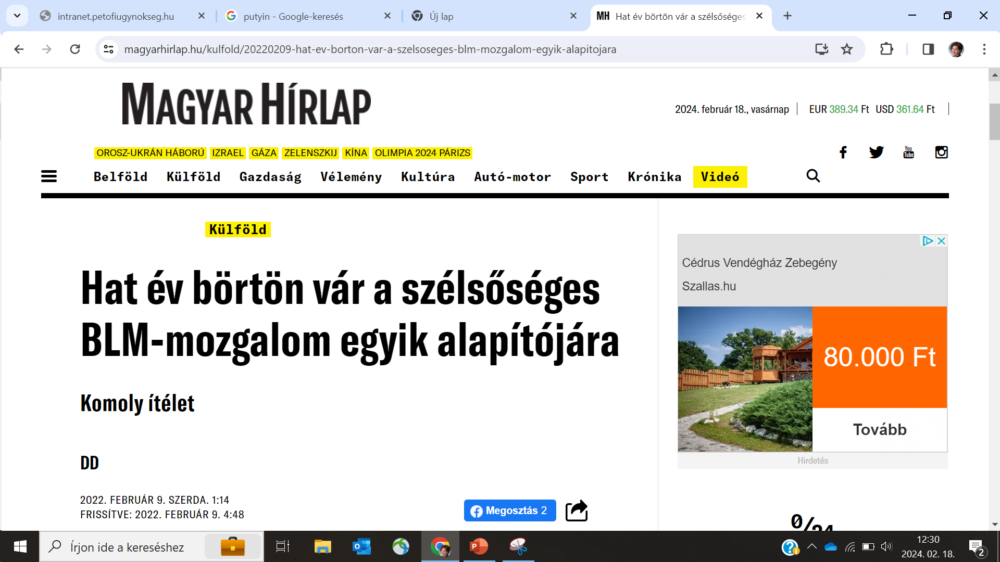 intranet.petofiugynokseg.hu
putyin - Google-keresés
Új lap
MH Hat év börtön vár a szélsőséges
magyarhirlap.hu/kulfold/20220209-hat-ev-borton-var-a-szelsoseges-blm-mozgalom-egyik-alapitojara
MAGYAR HÍRLAP
2024. február 18., vasárnap
EUR 389.34 Ft USD 361.64 Ft
OROSZ-UKRÁN HÁBORÚ IZRAEL GÁZA ZELENSZKIJ KÍNA OLIMPIA 2024 PÁRIZS
You Tube
Belföld Külföld Gazdaság Vélemény Kultúra Autó-motor Sport Krónika Videó
Külföld
Hat év börtön vár a szélsőséges
BLM-mozgalom egyik alapítójára
Komoly ítélet
DD
2022. FEBRUÁR 9. SZERDA. 1:14
FRISSÍTVE: 2022. FEBRUÁR 9. 4:48
Megosztás 2
Cédrus Vendégház Zebegény
Szallas.hu
80.000 Ft
Tovább
Hirdetés
0/24
Írjon ide a kereséshez
12:30
2024. 02. 18.
2